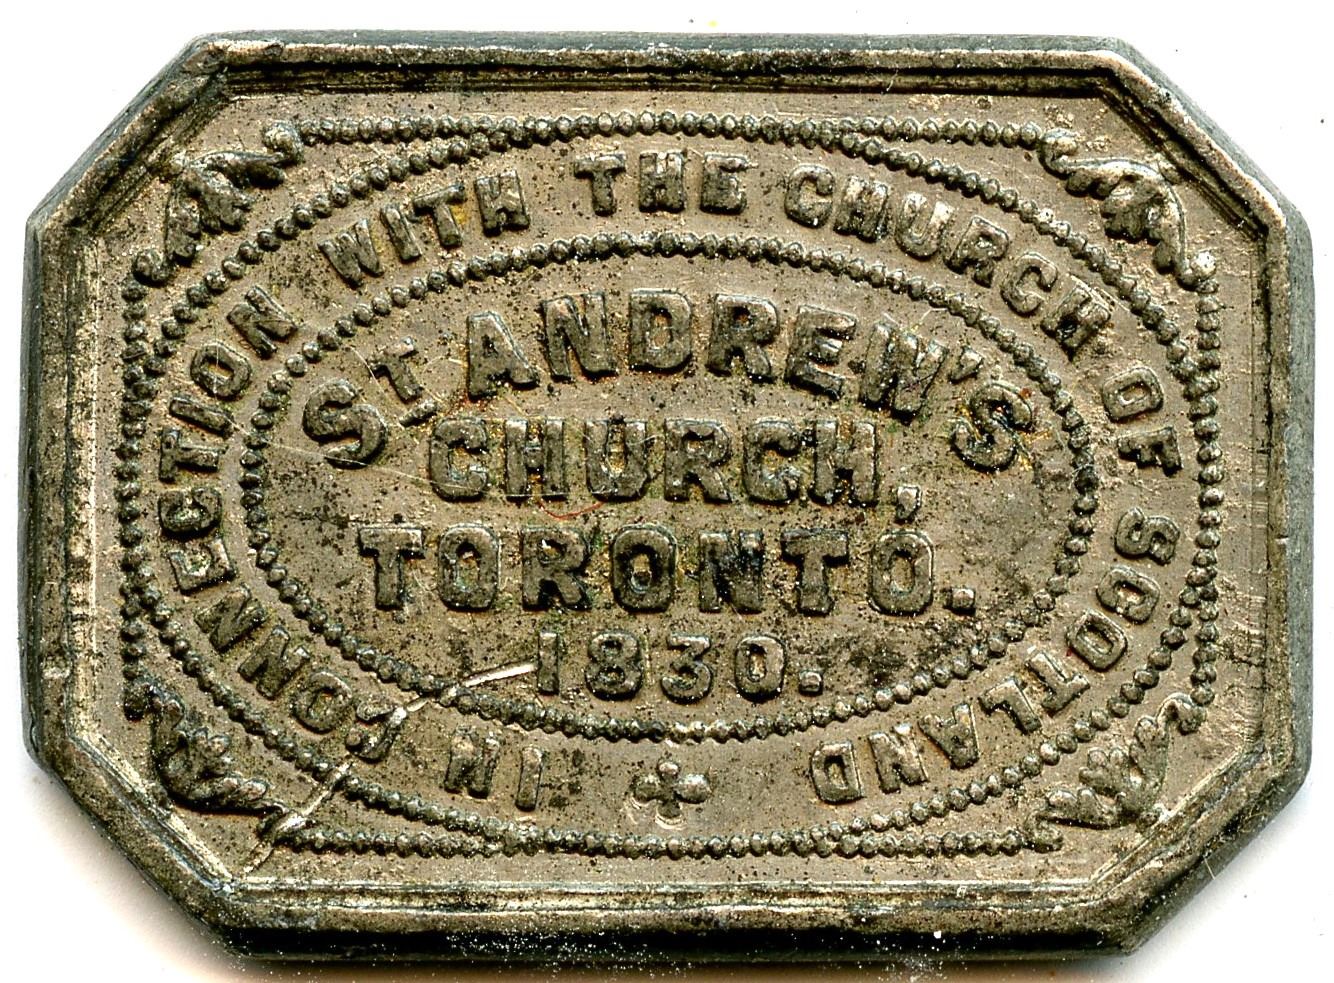 IN CONNECTION WITH THE CHURCH OF SCOTLAND
ST ANDREW'S
CHURCH,
TORONTO.
1830.